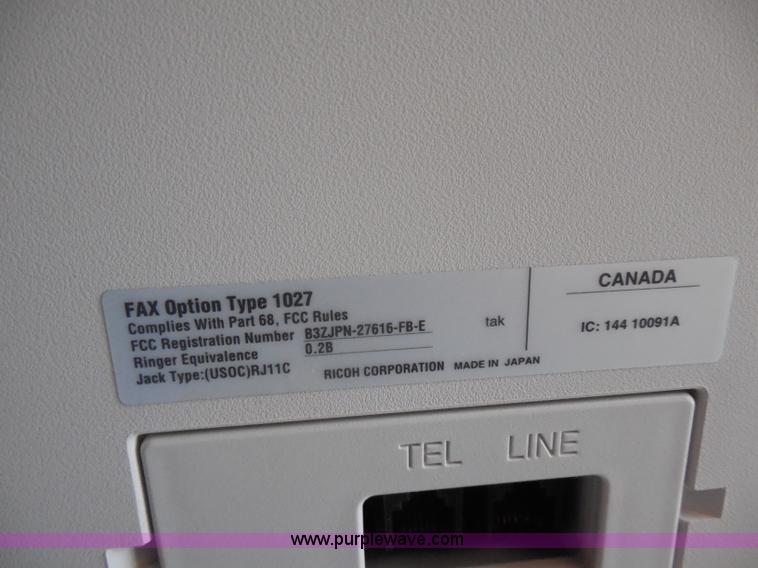 FAX Option Type 1027
Complies With Part 68, FCC Rules
FCC Registration Number B3ZJPN-27616-FB-E
Ringer Equivalence 0.2B
Jack Type:(USOC)RJ11C RICOH CORPORATION MADE IN JAPAN
tak
CANADA
IC: 144 10091A
TEL LINE
www.purplewave.com